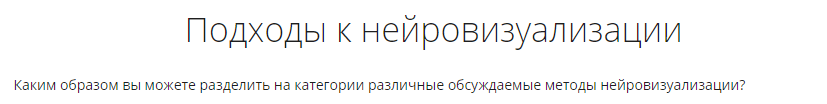 Подходы к нейровизуализации
Каким образом вы можете разделить на категории различные обсуждаемые методы нейровизуализации?